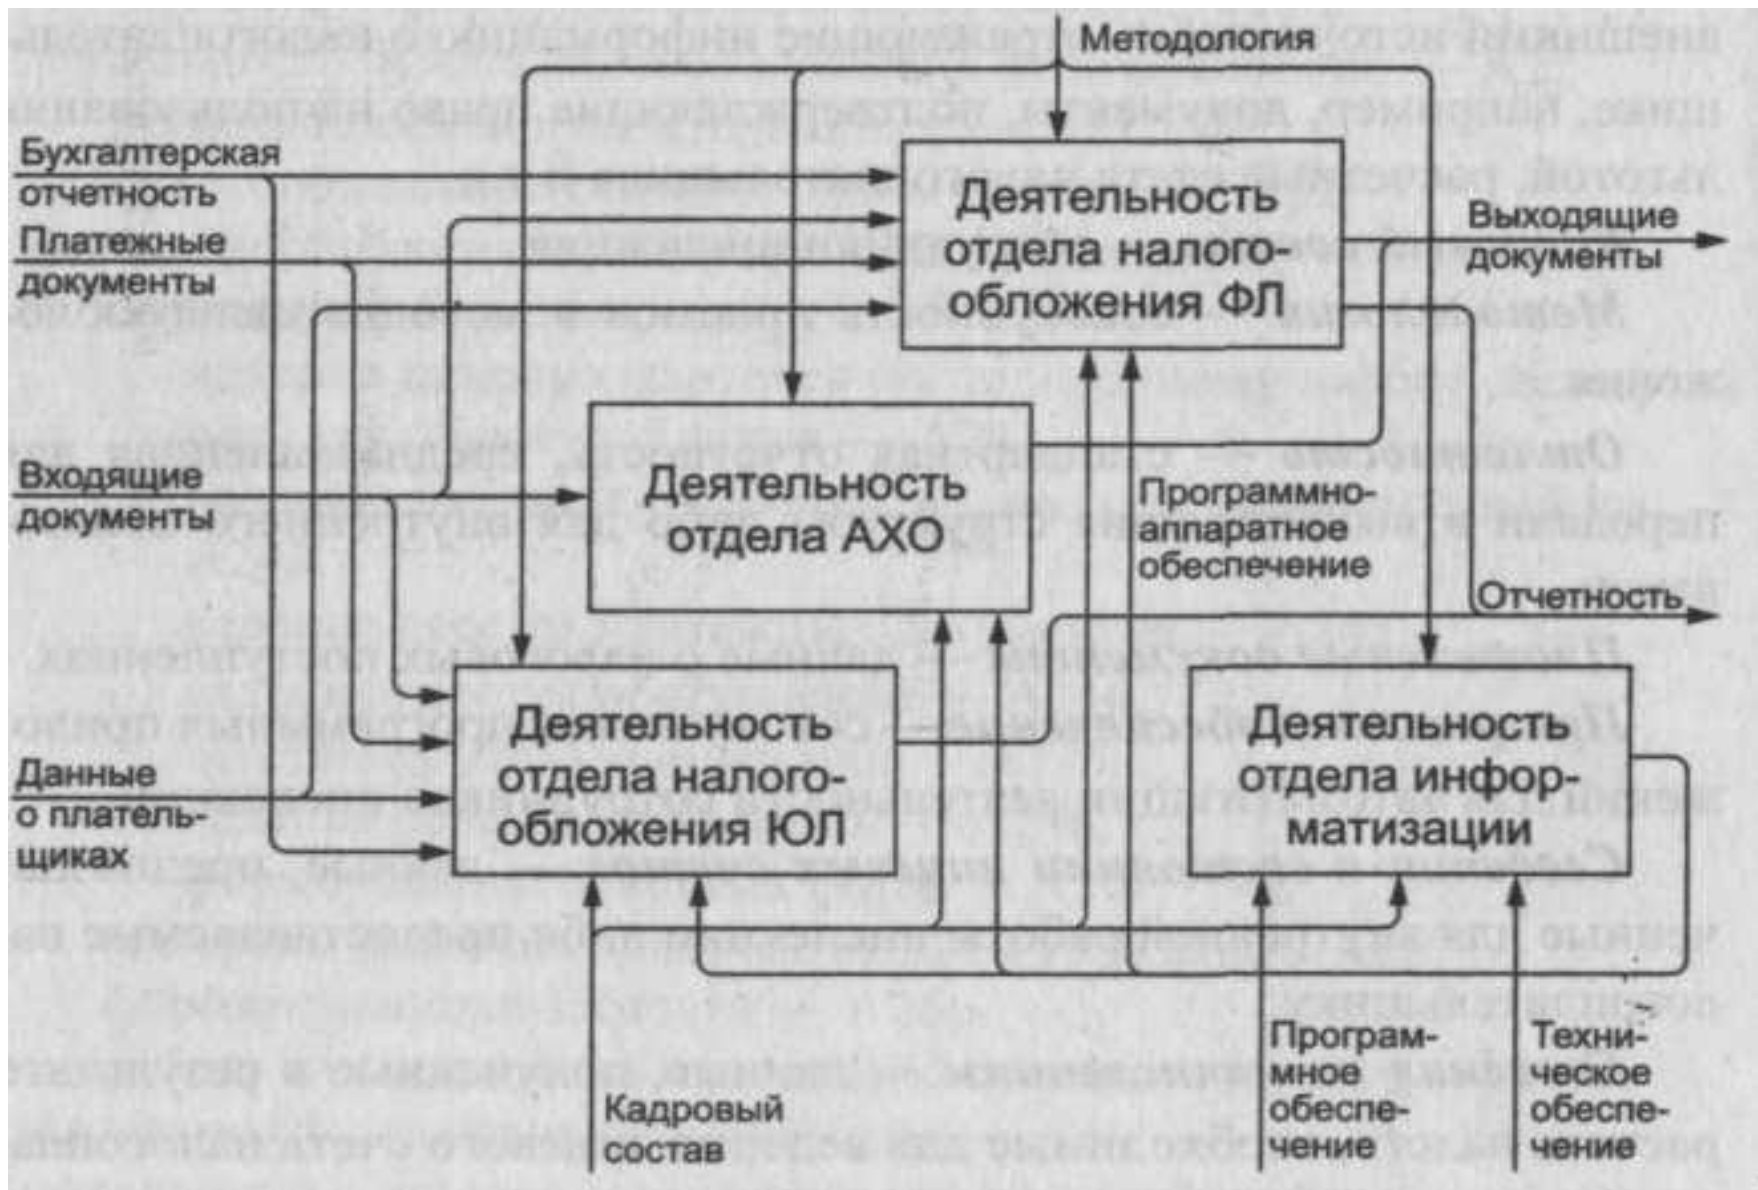 Методология
Бухгалтерская
отчетность
Платежные
документы
Деятельность
отдела налого-
обложения ФЛ
Выходящие
документы
Входящие
документы
Деятельность
отдела АХО
Программно-
аппаратное
обеспечение
Отчетность
Деятельность
отдела налого-
обложения ЮЛ
Деятельность
отдела инфор-
матизации
Данные
о платель-
щиках
Кадровый
состав
Програм-
мное
обеспе-
чение
Техни-
ческое
обеспе-
чение